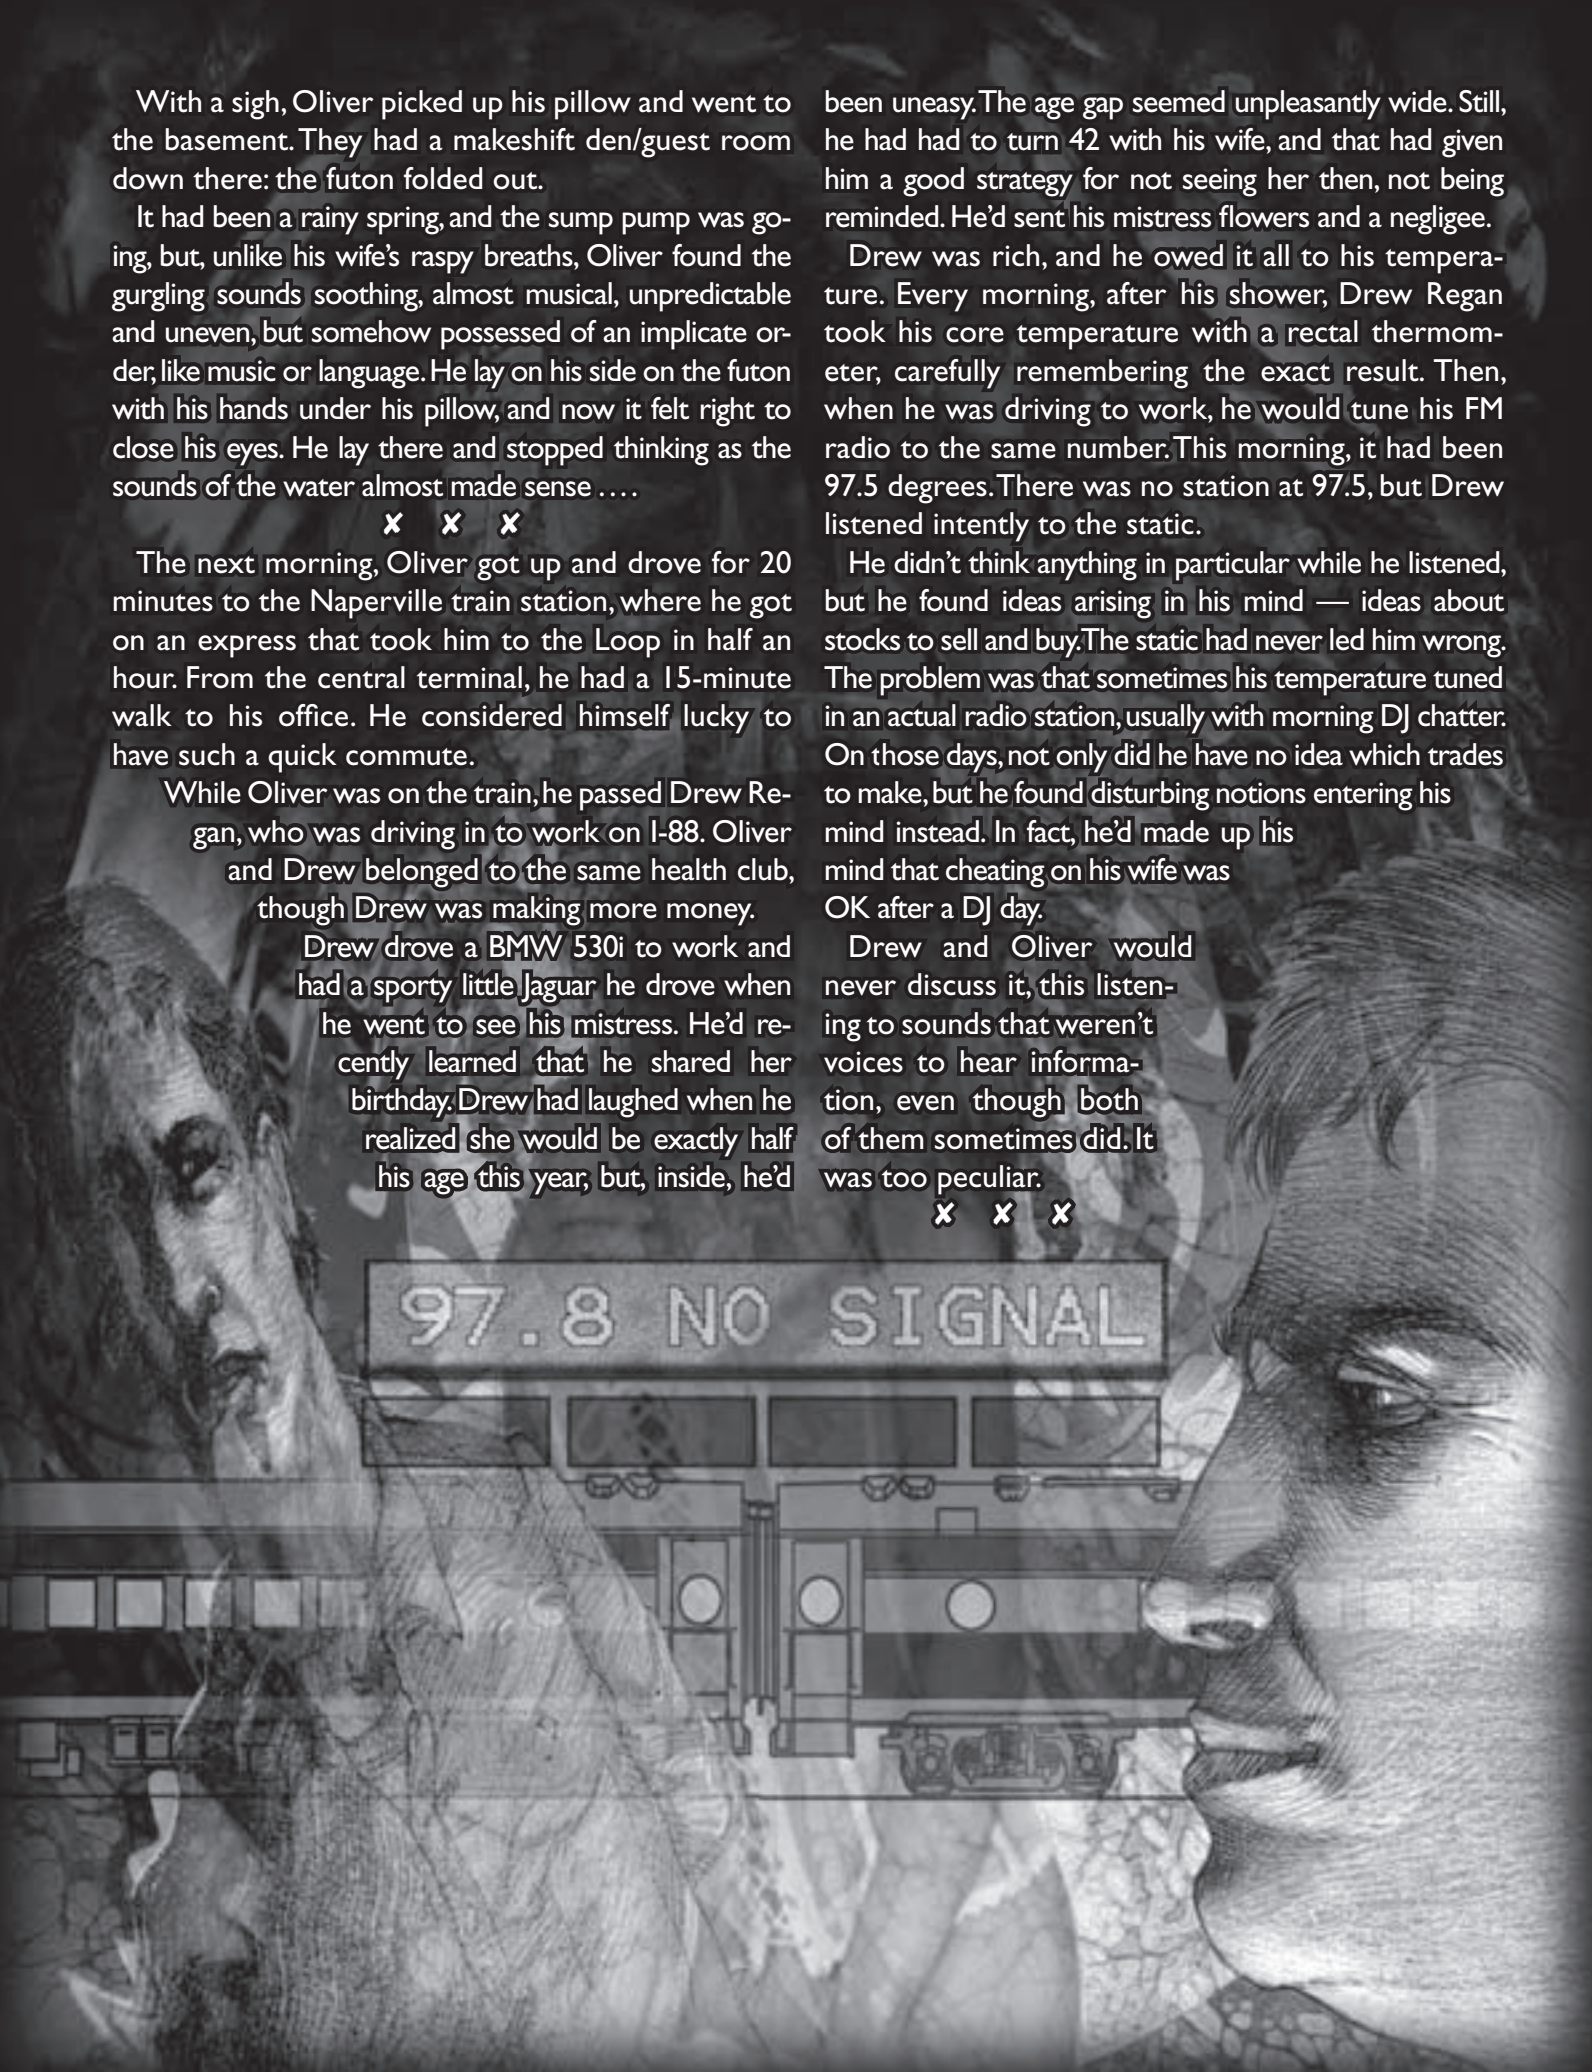 With a sigh, Oliver picked up his pillow and went to
the basement. They had a makeshift den/guest room
down there: the futon folded out.
It had been a rainy spring, and the sump pump was go-
ing, but, unlike his wife’s raspy breaths, Oliver found the
gurgling sounds soothing, almost musical, unpredictable
and uneven, but somehow possessed of an implicate or-
der, like music or language. He lay on his side on the futon
with his hands under his pillow, and now it felt right to
close his eyes. He lay there and stopped thinking as the
sounds of the water almost made sense . . . .
✘ ✘ ✘
The next morning, Oliver got up and drove for 20
minutes to the Naperville train station, where he got
on an express that took him to the Loop in half an
hour. From the central terminal, he had a 15-minute
walk to his office. He considered himself lucky to
have such a quick commute.
While Oliver was on the train, he passed Drew Re-
gan, who was driving in to work on I-88. Oliver
and Drew belonged to the same health club,
though Drew was making more money.
Drew drove a BMW 530i to work and
had a sporty little Jaguar he drove when
he went to see his mistress. He’d re-
cently learned that he shared her
birthday. Drew had laughed when he
realized she would be exactly half
his age this year, but, inside, he’d
been uneasy. The age gap seemed unpleasantly wide. Still,
he had had to turn 42 with his wife, and that had given
him a good strategy for not seeing her then, not being
reminded. He’d sent his mistress flowers and a negligee.
Drew was rich, and he owed it all to his tempera-
ture. Every morning, after his shower, Drew Regan
took his core temperature with a rectal thermom-
eter, carefully remembering the exact result. Then,
when he was driving to work, he would tune his FM
radio to the same number. This morning, it had been
97.5 degrees. There was no station at 97.5, but Drew
listened intently to the static.
He didn’t think anything in particular while he listened,
but he found ideas arising in his mind — ideas about
stocks to sell and buy. The static had never led him wrong.
The problem was that sometimes his temperature tuned
in an actual radio station, usually with morning DJ chatter.
On those days, not only did he have no idea which trades
to make, but he found disturbing notions entering his
mind instead. In fact, he’d made up his
mind that cheating on his wife was
OK after a DJ day.
Drew and Oliver would
never discuss it, this listen-
ing to sounds that weren’t
voices to hear informa-
tion, even though both
of them sometimes did. It
was too peculiar.
✘ ✘ ✘
97.8 NO SIGNAL